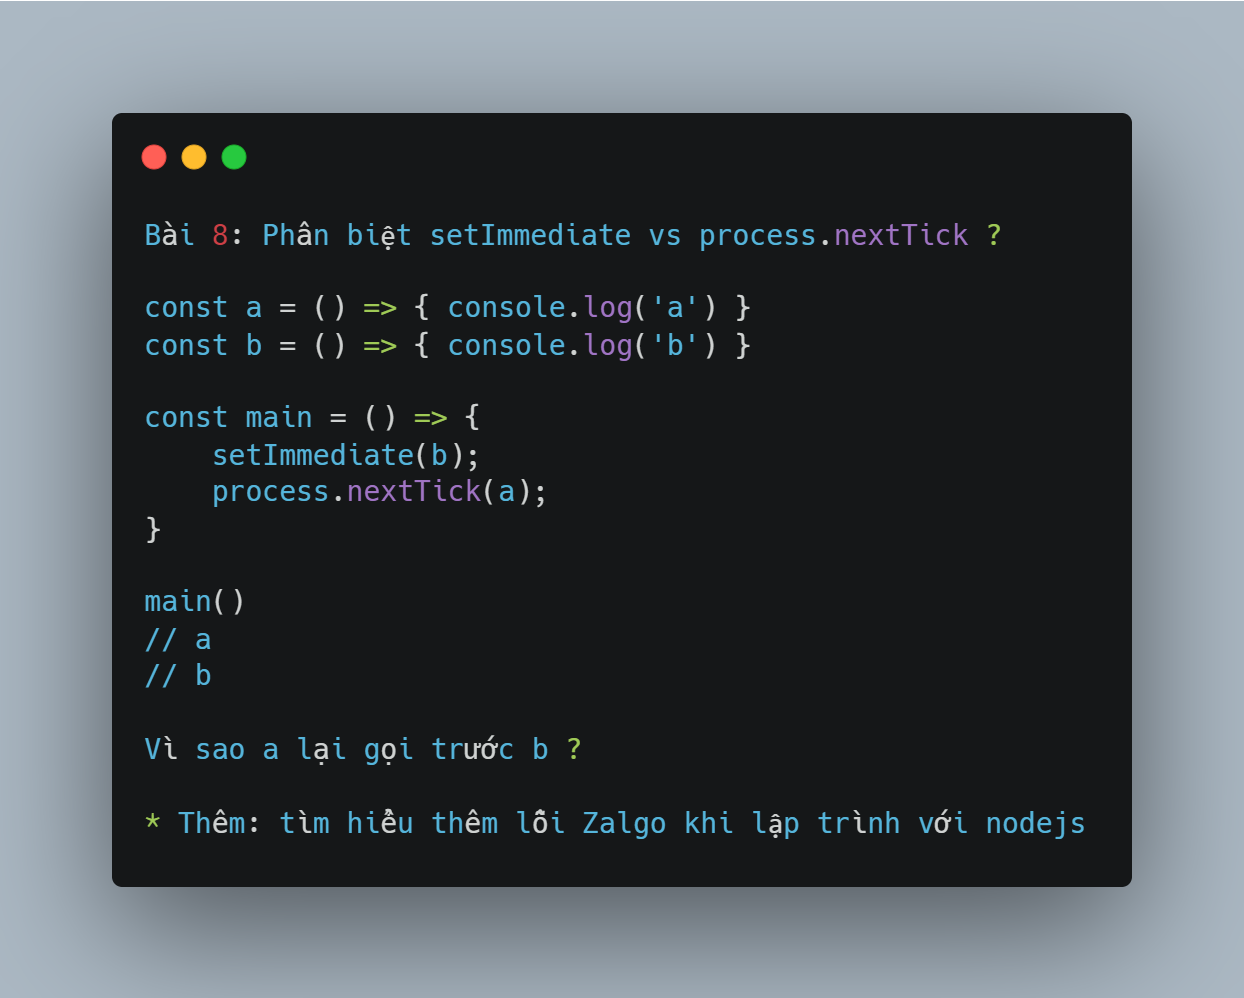 Bài 8: Phân biệt setImmediate vs process.nextTick ?
const a = () => { console.log('a') }
const b = () => { console.log('b') }
const main = () => {
    setImmediate(b);
    process.nextTick(a);
}
main()
// a
// b
Vì sao a lại gọi trước b ?
* Thêm: tìm hiểu thêm lỗi Zalgo khi lập trình với nodejs